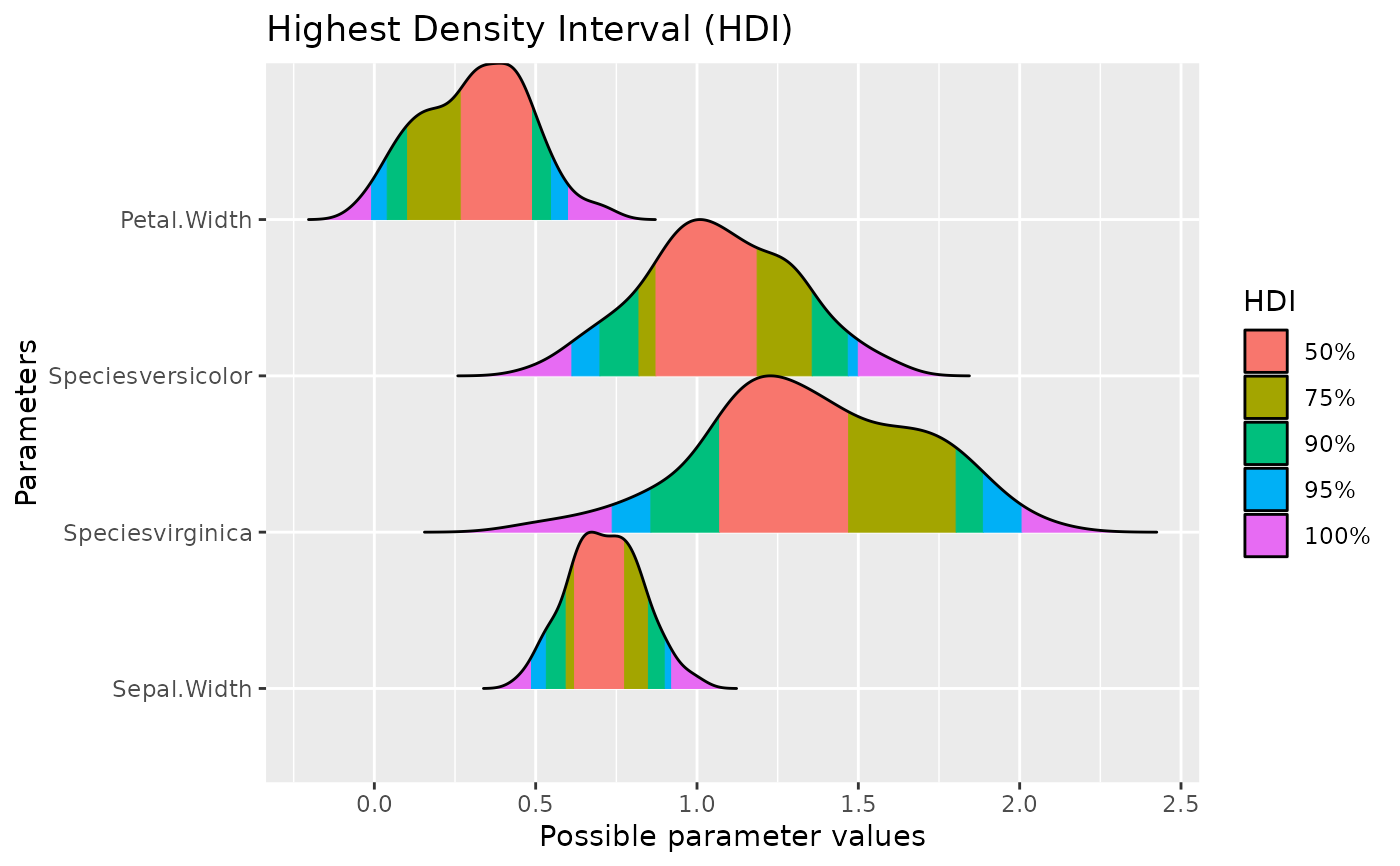 Highest Density Interval (HDI)
Parameters
Petal.Width
Speciesversicolor
Speciesvirginica
Sepal.Width
0.0
0.5
1.0
1.5
2.0
2.5
Possible parameter values
HDI
50%
75%
90%
95%
100%